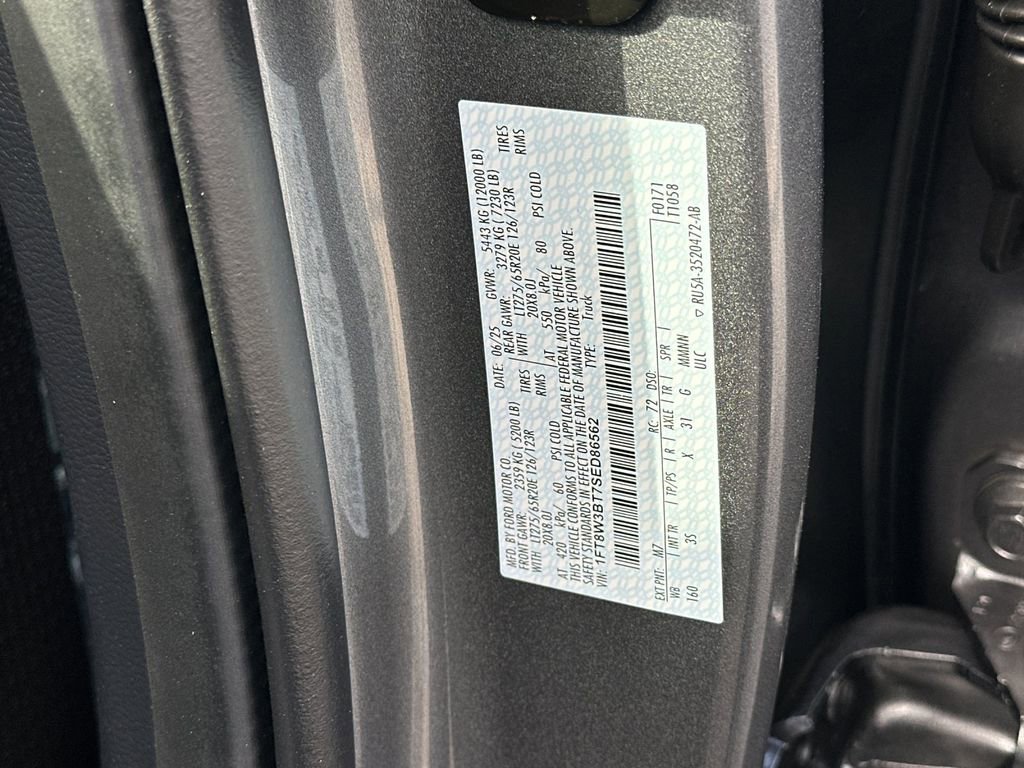 MFD. BY FORD MOTOR CO. DATE: 06/25 GVWR: 5443 KG (12000 LB)
FRONT GAWR: 2359 KG (5200 LB) REAR GAWR: 3279 KG (7230 LB)
WITH LT275/65R20E 126/123R TIRES WITH LT275/65R20E 126/123R TIRES
20X8.0J RIMS 20X8.0J RIMS
AT 420 kPa/ 60 PSI COLD AT 550 kPa/ 80 PSI COLD
THIS VEHICLE CONFORMS TO ALL APPLICABLE FEDERAL MOTOR VEHICLE
SAFETY STANDARDS IN EFFECT ON THE DATE OF MANUFACTURE SHOWN ABOVE.
VIN: 1FT8W3BT7SED86562 TYPE: Truck
EXT PNT: M7 RC: 72 DSO: F0171
WB INT TR TP/PS R AXLE TR SPR T1058
160 3S X 31 G MMMIN
ULC ▽ RU5A-3520472-AB